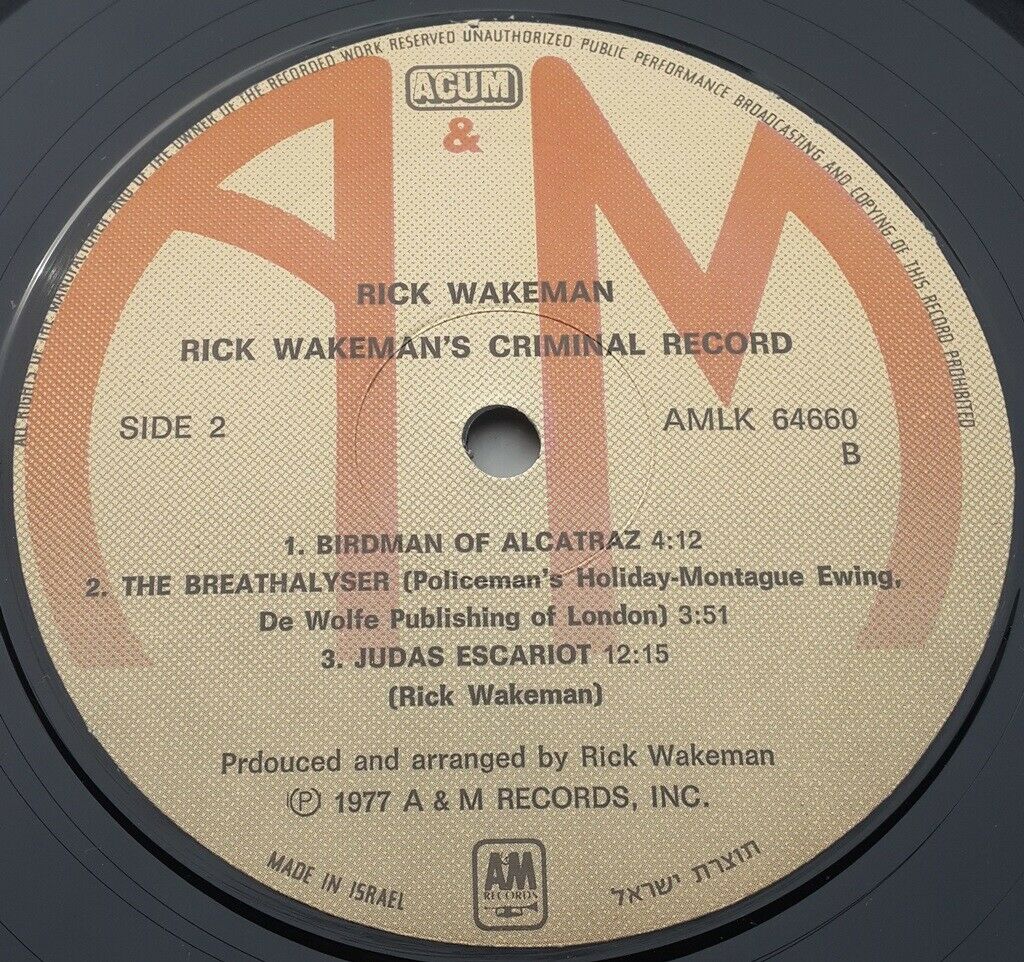 ALL RIGHTS OF THE MANUFACTURER AND OF THE OWNER OF THE RECORDED WORK RESERVED UNAUTHORIZED PUBLIC PERFORMANCE BROADCASTING AND COPYING OF THIS RECORD PROHIBITED
ACUM
A & M
RICK WAKEMAN
RICK WAKEMAN'S CRIMINAL RECORD
SIDE 2
AMLK 64660
B
1. BIRDMAN OF ALCATRAZ 4:12
2. THE BREATHALYSER (Policeman's Holiday-Montague Ewing,
De Wolfe Publishing of London) 3:51
3. JUDAS ESCARIOT 12:15
(Rick Wakeman)
Prdouced and arranged by Rick Wakeman
Ⓟ 1977 A & M RECORDS, INC.
MADE IN ISRAEL
A&M
RECORDS
תוצרת ישראל